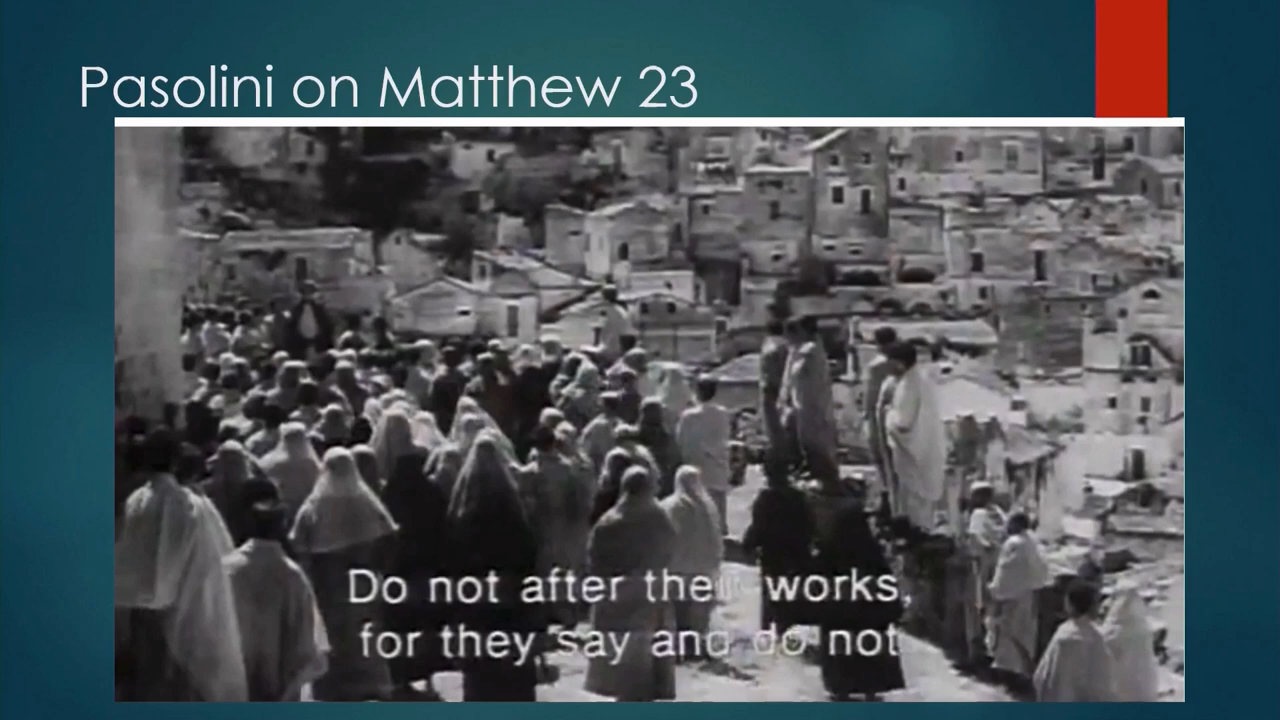 Pasolini on Matthew 23
Do not after their works,
for they say and do not